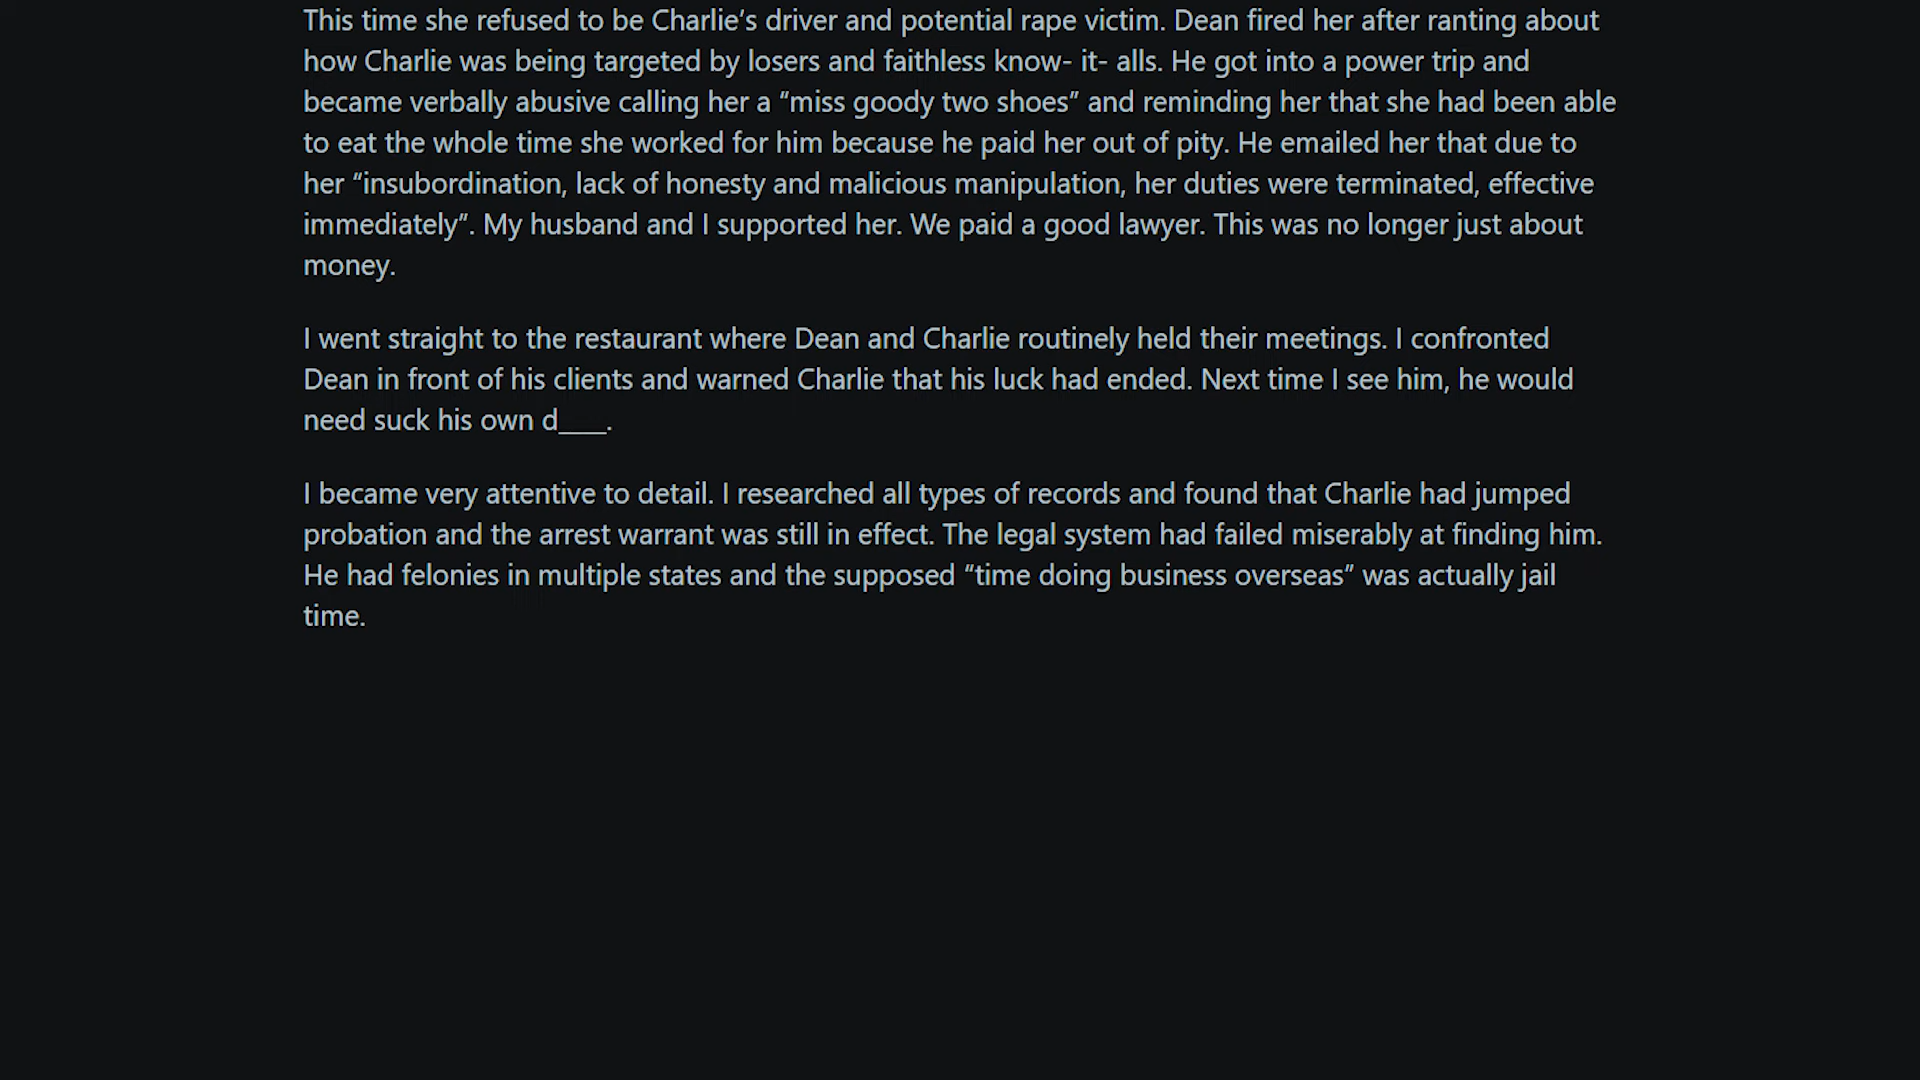 This time she refused to be Charlie’s driver and potential rape victim. Dean fired her after ranting about
how Charlie was being targeted by losers and faithless know- it- alls. He got into a power trip and
became verbally abusive calling her a “miss goody two shoes” and reminding her that she had been able
to eat the whole time she worked for him because he paid her out of pity. He emailed her that due to
her “insubordination, lack of honesty and malicious manipulation, her duties were terminated, effective
immediately”. My husband and I supported her. We paid a good lawyer. This was no longer just about
money.
I went straight to the restaurant where Dean and Charlie routinely held their meetings. I confronted
Dean in front of his clients and warned Charlie that his luck had ended. Next time I see him, he would
need suck his own d___.
I became very attentive to detail. I researched all types of records and found that Charlie had jumped
probation and the arrest warrant was still in effect. The legal system had failed miserably at finding him.
He had felonies in multiple states and the supposed “time doing business overseas” was actually jail
time.